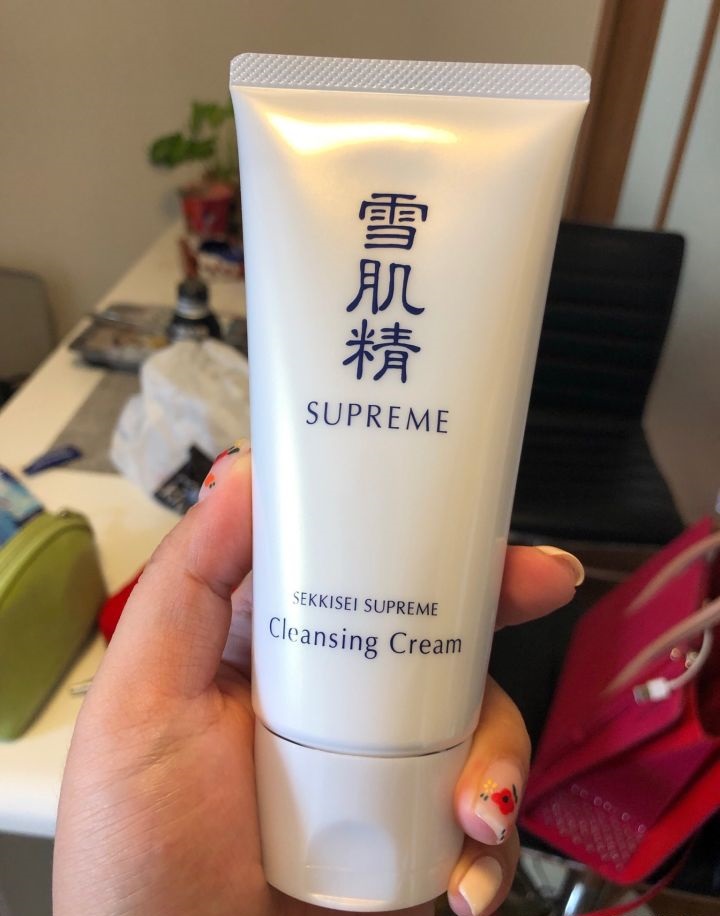 雪
肌
精
SUPREME
SEKKISEI SUPREME
Cleansing Cream